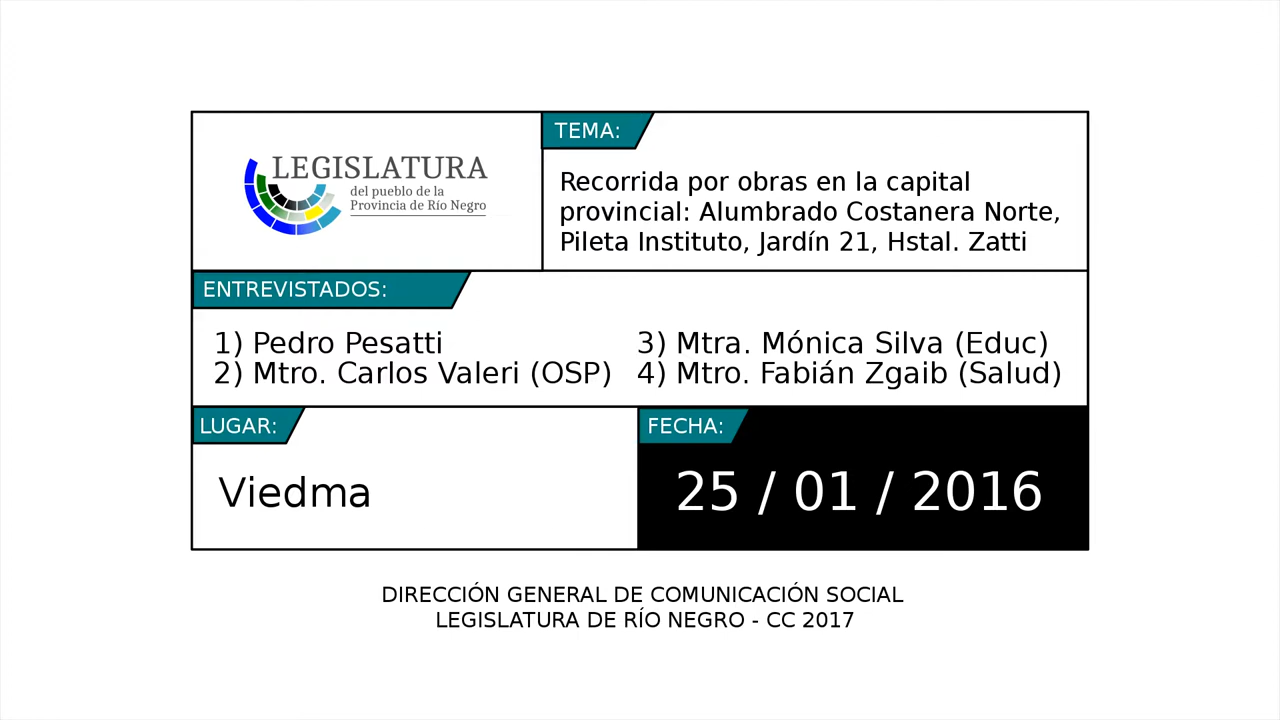 LEGISLATURA
del pueblo de la
Provincia de Río Negro
TEMA:
Recorrida por obras en la capital
provincial: Alumbrado Costanera Norte,
Pileta Instituto, Jardín 21, Hstal. Zatti
ENTREVISTADOS:
1) Pedro Pesatti
2) Mtro. Carlos Valeri (OSP)
3) Mtra. Mónica Silva (Educ)
4) Mtro. Fabián Zgaib (Salud)
LUGAR:
Viedma
FECHA:
25 / 01 / 2016
DIRECCIÓN GENERAL DE COMUNICACIÓN SOCIAL
LEGISLATURA DE RÍO NEGRO - CC 2017